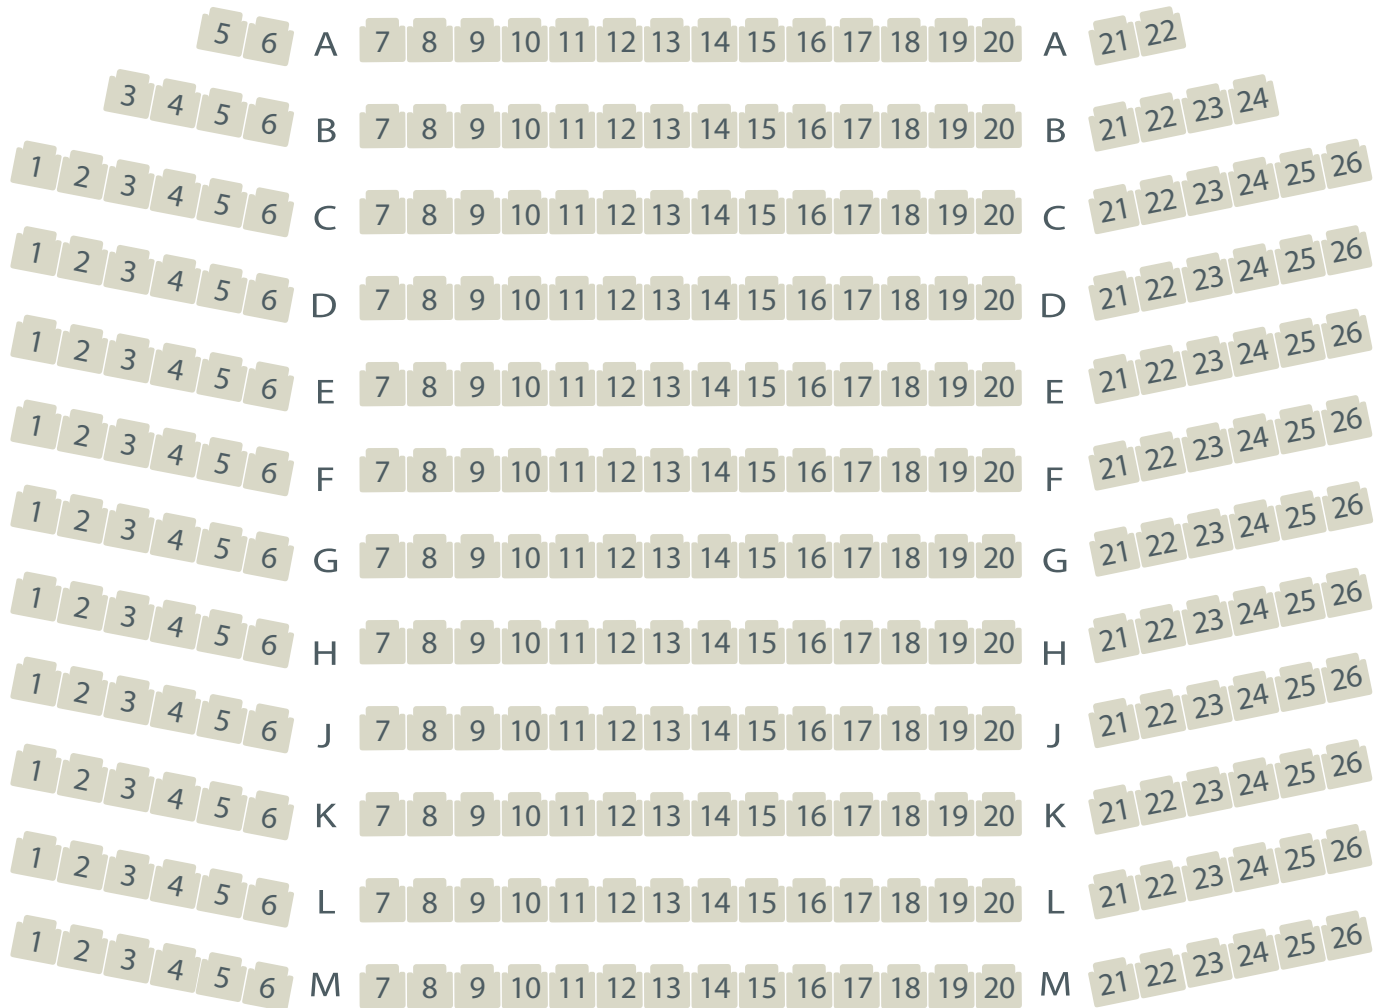 5 6 A 7 8 9 10 11 12 13 14 15 16 17 18 19 20 A 21 22
3 4 5 6 B 7 8 9 10 11 12 13 14 15 16 17 18 19 20 B 21 22 23 24
1 2 3 4 5 6 C 7 8 9 10 11 12 13 14 15 16 17 18 19 20 C 21 22 23 24 25 26
1 2 3 4 5 6 D 7 8 9 10 11 12 13 14 15 16 17 18 19 20 D 21 22 23 24 25 26
1 2 3 4 5 6 E 7 8 9 10 11 12 13 14 15 16 17 18 19 20 E 21 22 23 24 25 26
1 2 3 4 5 6 F 7 8 9 10 11 12 13 14 15 16 17 18 19 20 F 21 22 23 24 25 26
1 2 3 4 5 6 G 7 8 9 10 11 12 13 14 15 16 17 18 19 20 G 21 22 23 24 25 26
1 2 3 4 5 6 H 7 8 9 10 11 12 13 14 15 16 17 18 19 20 H 21 22 23 24 25 26
1 2 3 4 5 6 J 7 8 9 10 11 12 13 14 15 16 17 18 19 20 J 21 22 23 24 25 26
1 2 3 4 5 6 K 7 8 9 10 11 12 13 14 15 16 17 18 19 20 K 21 22 23 24 25 26
1 2 3 4 5 6 L 7 8 9 10 11 12 13 14 15 16 17 18 19 20 L 21 22 23 24 25 26
1 2 3 4 5 6 M 7 8 9 10 11 12 13 14 15 16 17 18 19 20 M 21 22 23 24 25 26